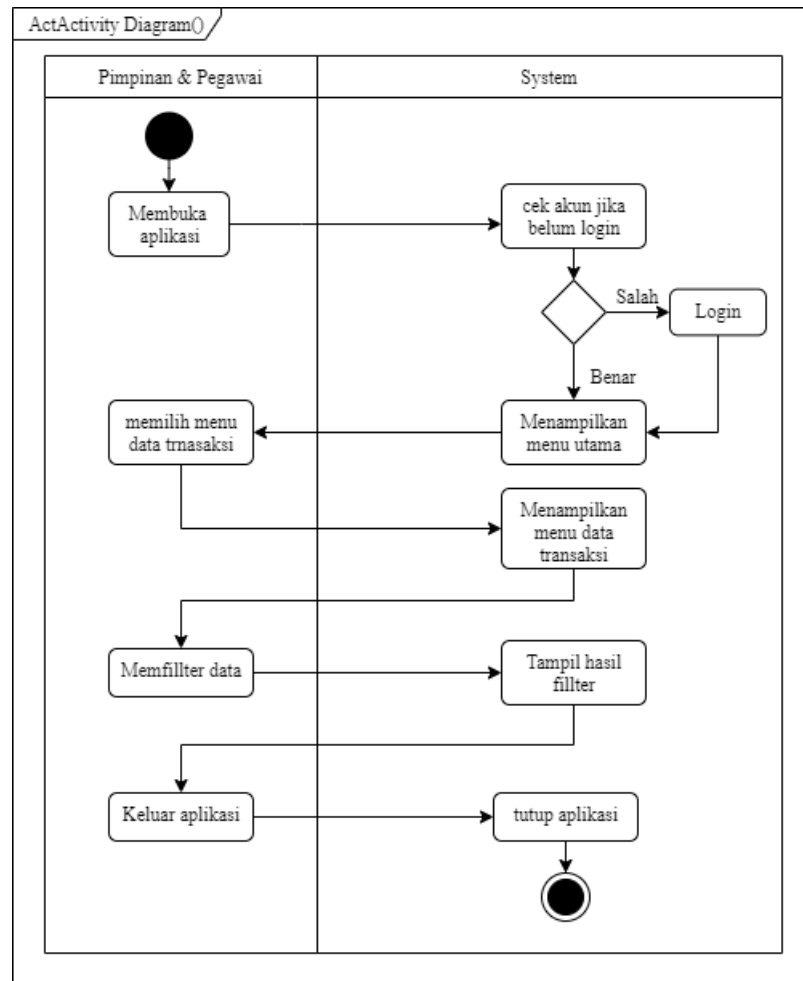 ActActivity Diagram()
Pimpinan & Pegawai
System
Membuka
aplikasi
cek akun jika
belum login
Salah
Login
Benar
memilih menu
data trnasaksi
Menampilkan
menu utama
Menampilkan
menu data
transaksi
Memfillter data
Tampil hasil
fillter
Keluar aplikasi
tutup aplikasi